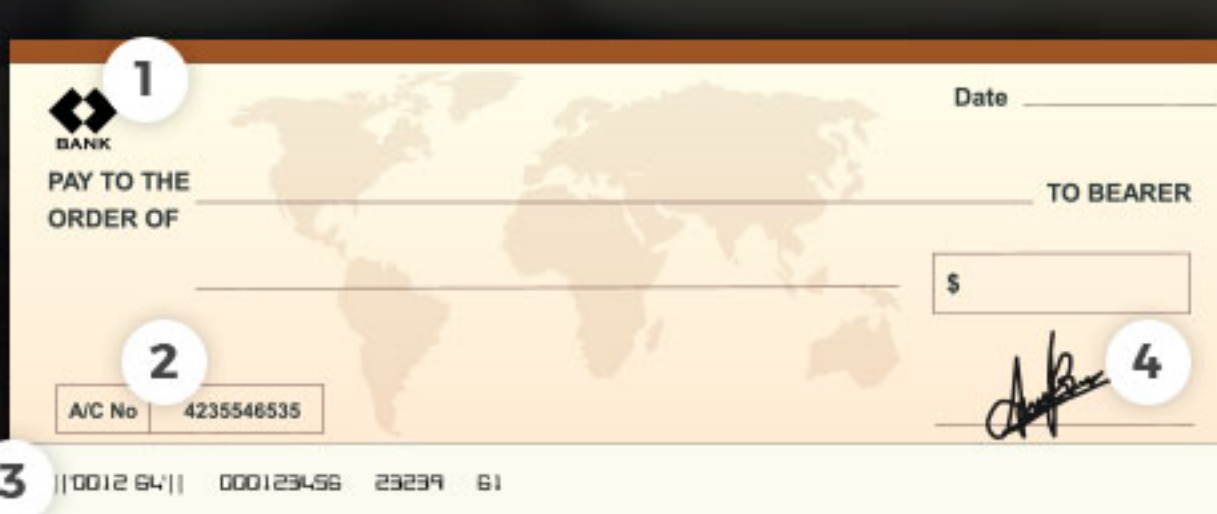 1
Date
BANK
PAY TO THE
ORDER OF
TO BEARER
$
2
4
A/C No 4235546535
3
||'0012 64'|| 000123456 23239 61